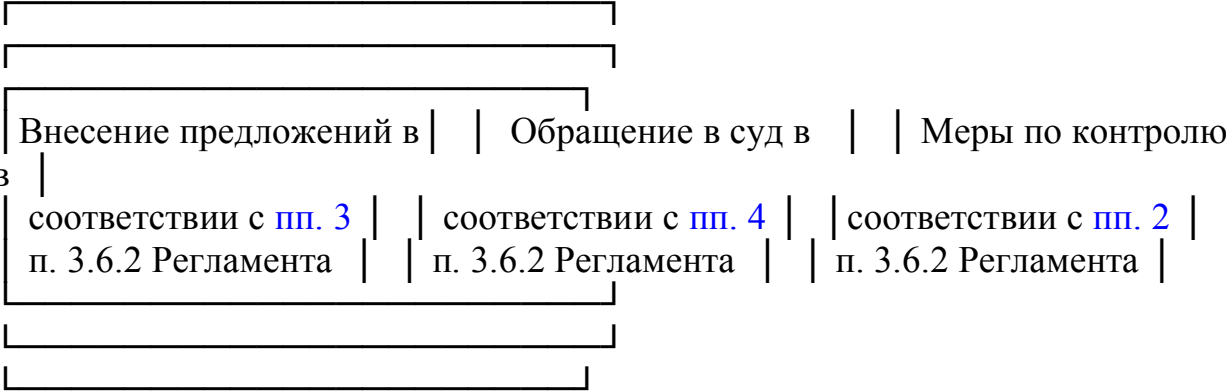 Внесение предложений в│ │ Обращение в суд в │ │ Меры по контролю
в │
│ соответствии с пп. 3 │ │ соответствии с пп. 4 │ │соответствии с пп. 2 │
│ п. 3.6.2 Регламента │ │ п. 3.6.2 Регламента │ │ п. 3.6.2 Регламента │